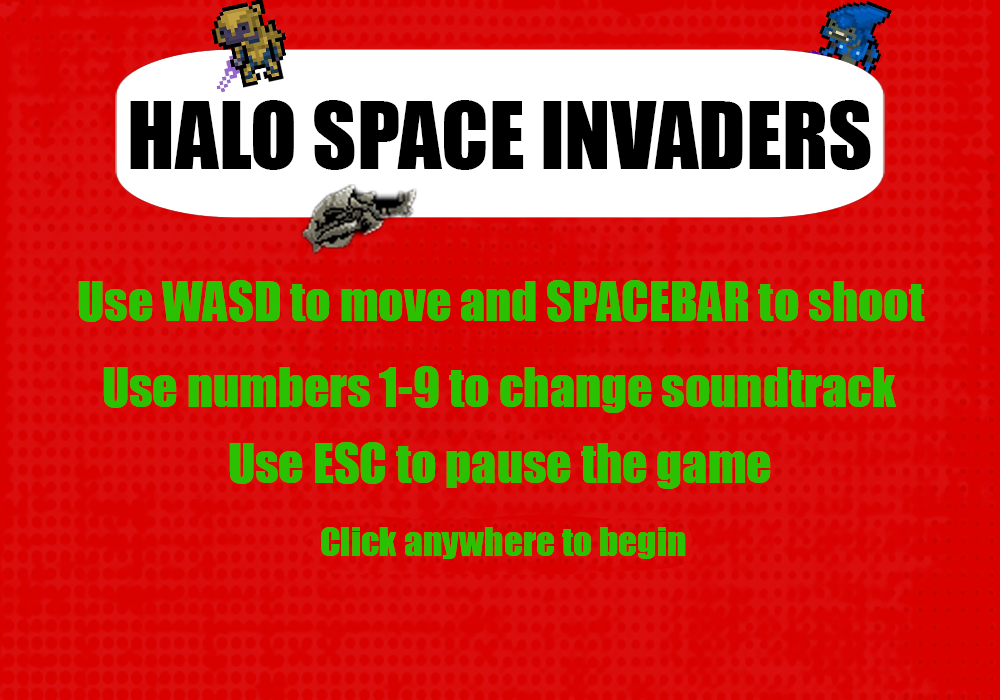 HALO SPACE INVADERS
Use WASD to move and SPACEBAR to shoot
Use numbers 1-9 to change soundtrack
Use ESC to pause the game
Click anywhere to begin